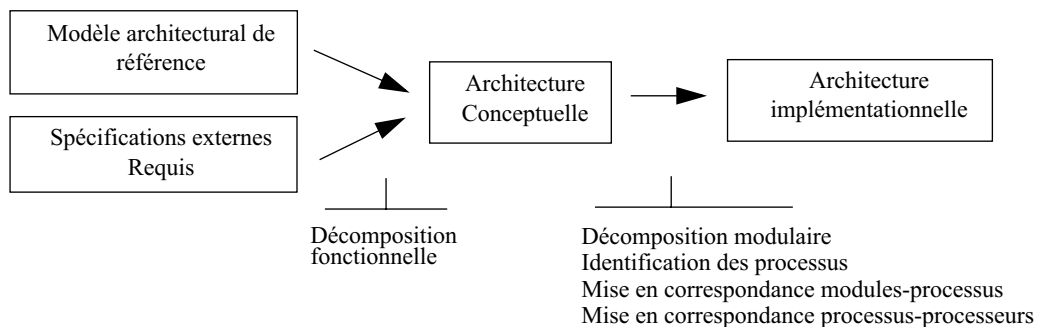 Modèle architectural de
référence
Spécifications externes
Requis
Architecture
Conceptuelle
Architecture
implémentationnelle
Décomposition
fonctionnelle
Décomposition modulaire
Identification des processus
Mise en correspondance modules-processus
Mise en correspondance processus-processeurs